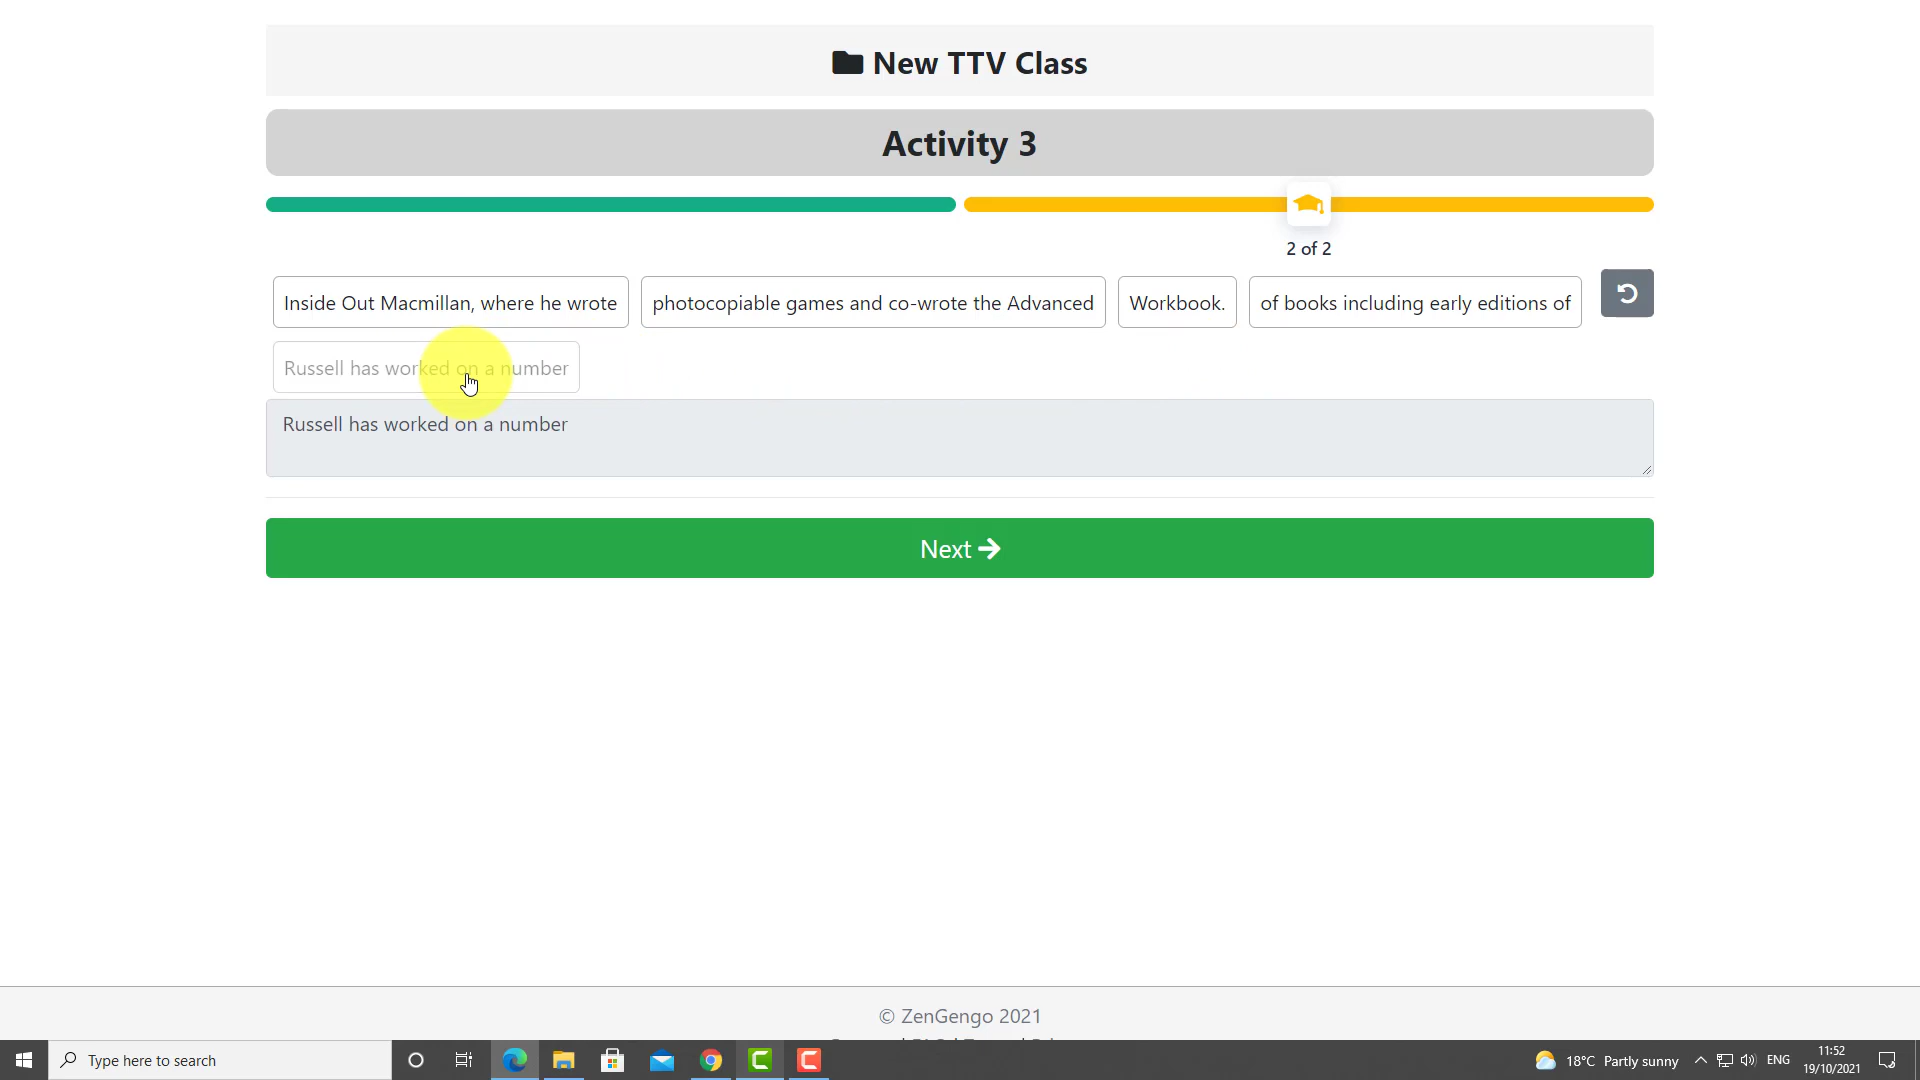 New TTV Class
Activity 3
2 of 2
Inside Out Macmillan, where he wrote photocopiable games and co-wrote the Advanced Workbook. of books including early editions of
Russell has worked on a number
Russell has worked on a number
Next
© ZenGengo 2021
Type here to search
18°C Partly sunny ENG 11:52
19/10/2021